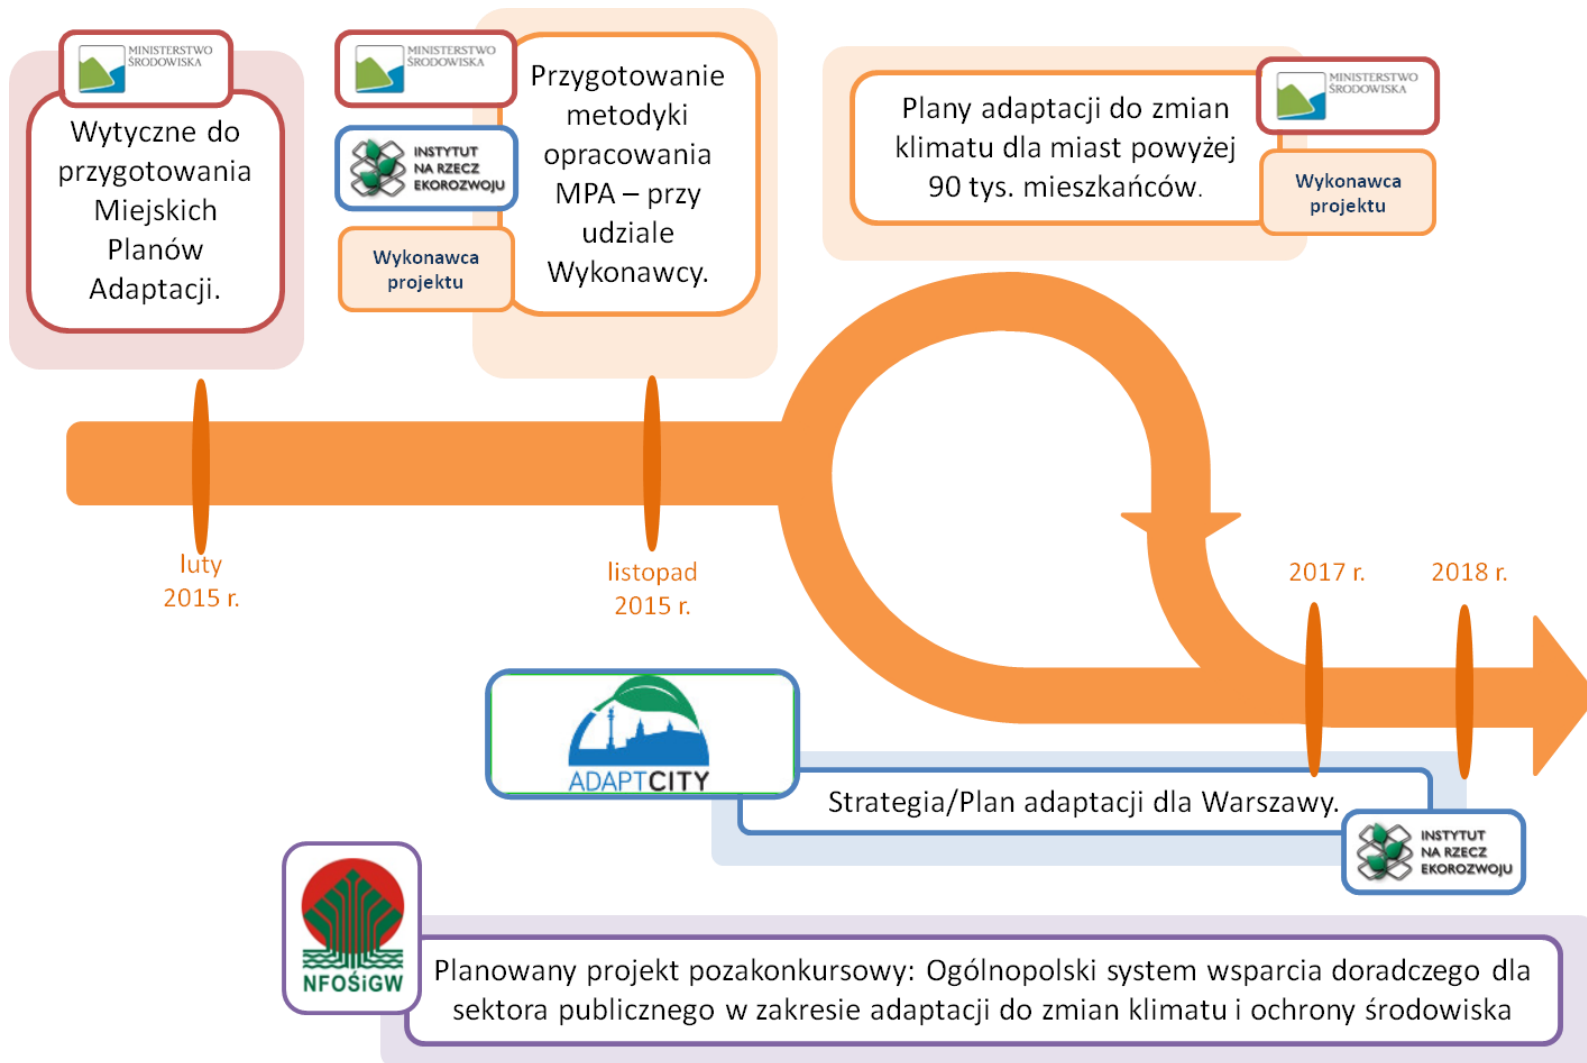 MINISTERSTWO
ŚRODOWISKA
Wytyczne do
przygotowania
Miejskich
Planów
Adaptacji.
MINISTERSTWO
ŚRODOWISKA
INSTYTUT
NA RZECZ
EKOROZWOJU
Wykonawca
projektu
Przygotowanie
metodyki
opracowania
MPA – przy
udziale
Wykonawcy.
Plany adaptacji do zmian
klimatu dla miast powyżej
90 tys. mieszkańców.
MINISTERSTWO
ŚRODOWISKA
Wykonawca
projektu
luty
2015 r.
listopad
2015 r.
2017 r.
2018 r.
ADAPTCITY
Strategia/Plan adaptacji dla Warszawy.
INSTYTUT
NA RZECZ
EKOROZWOJU
NFOŚiGW
Planowany projekt pozakonkursowy: Ogólnopolski system wsparcia doradczego dla
sektora publicznego w zakresie adaptacji do zmian klimatu i ochrony środowiska